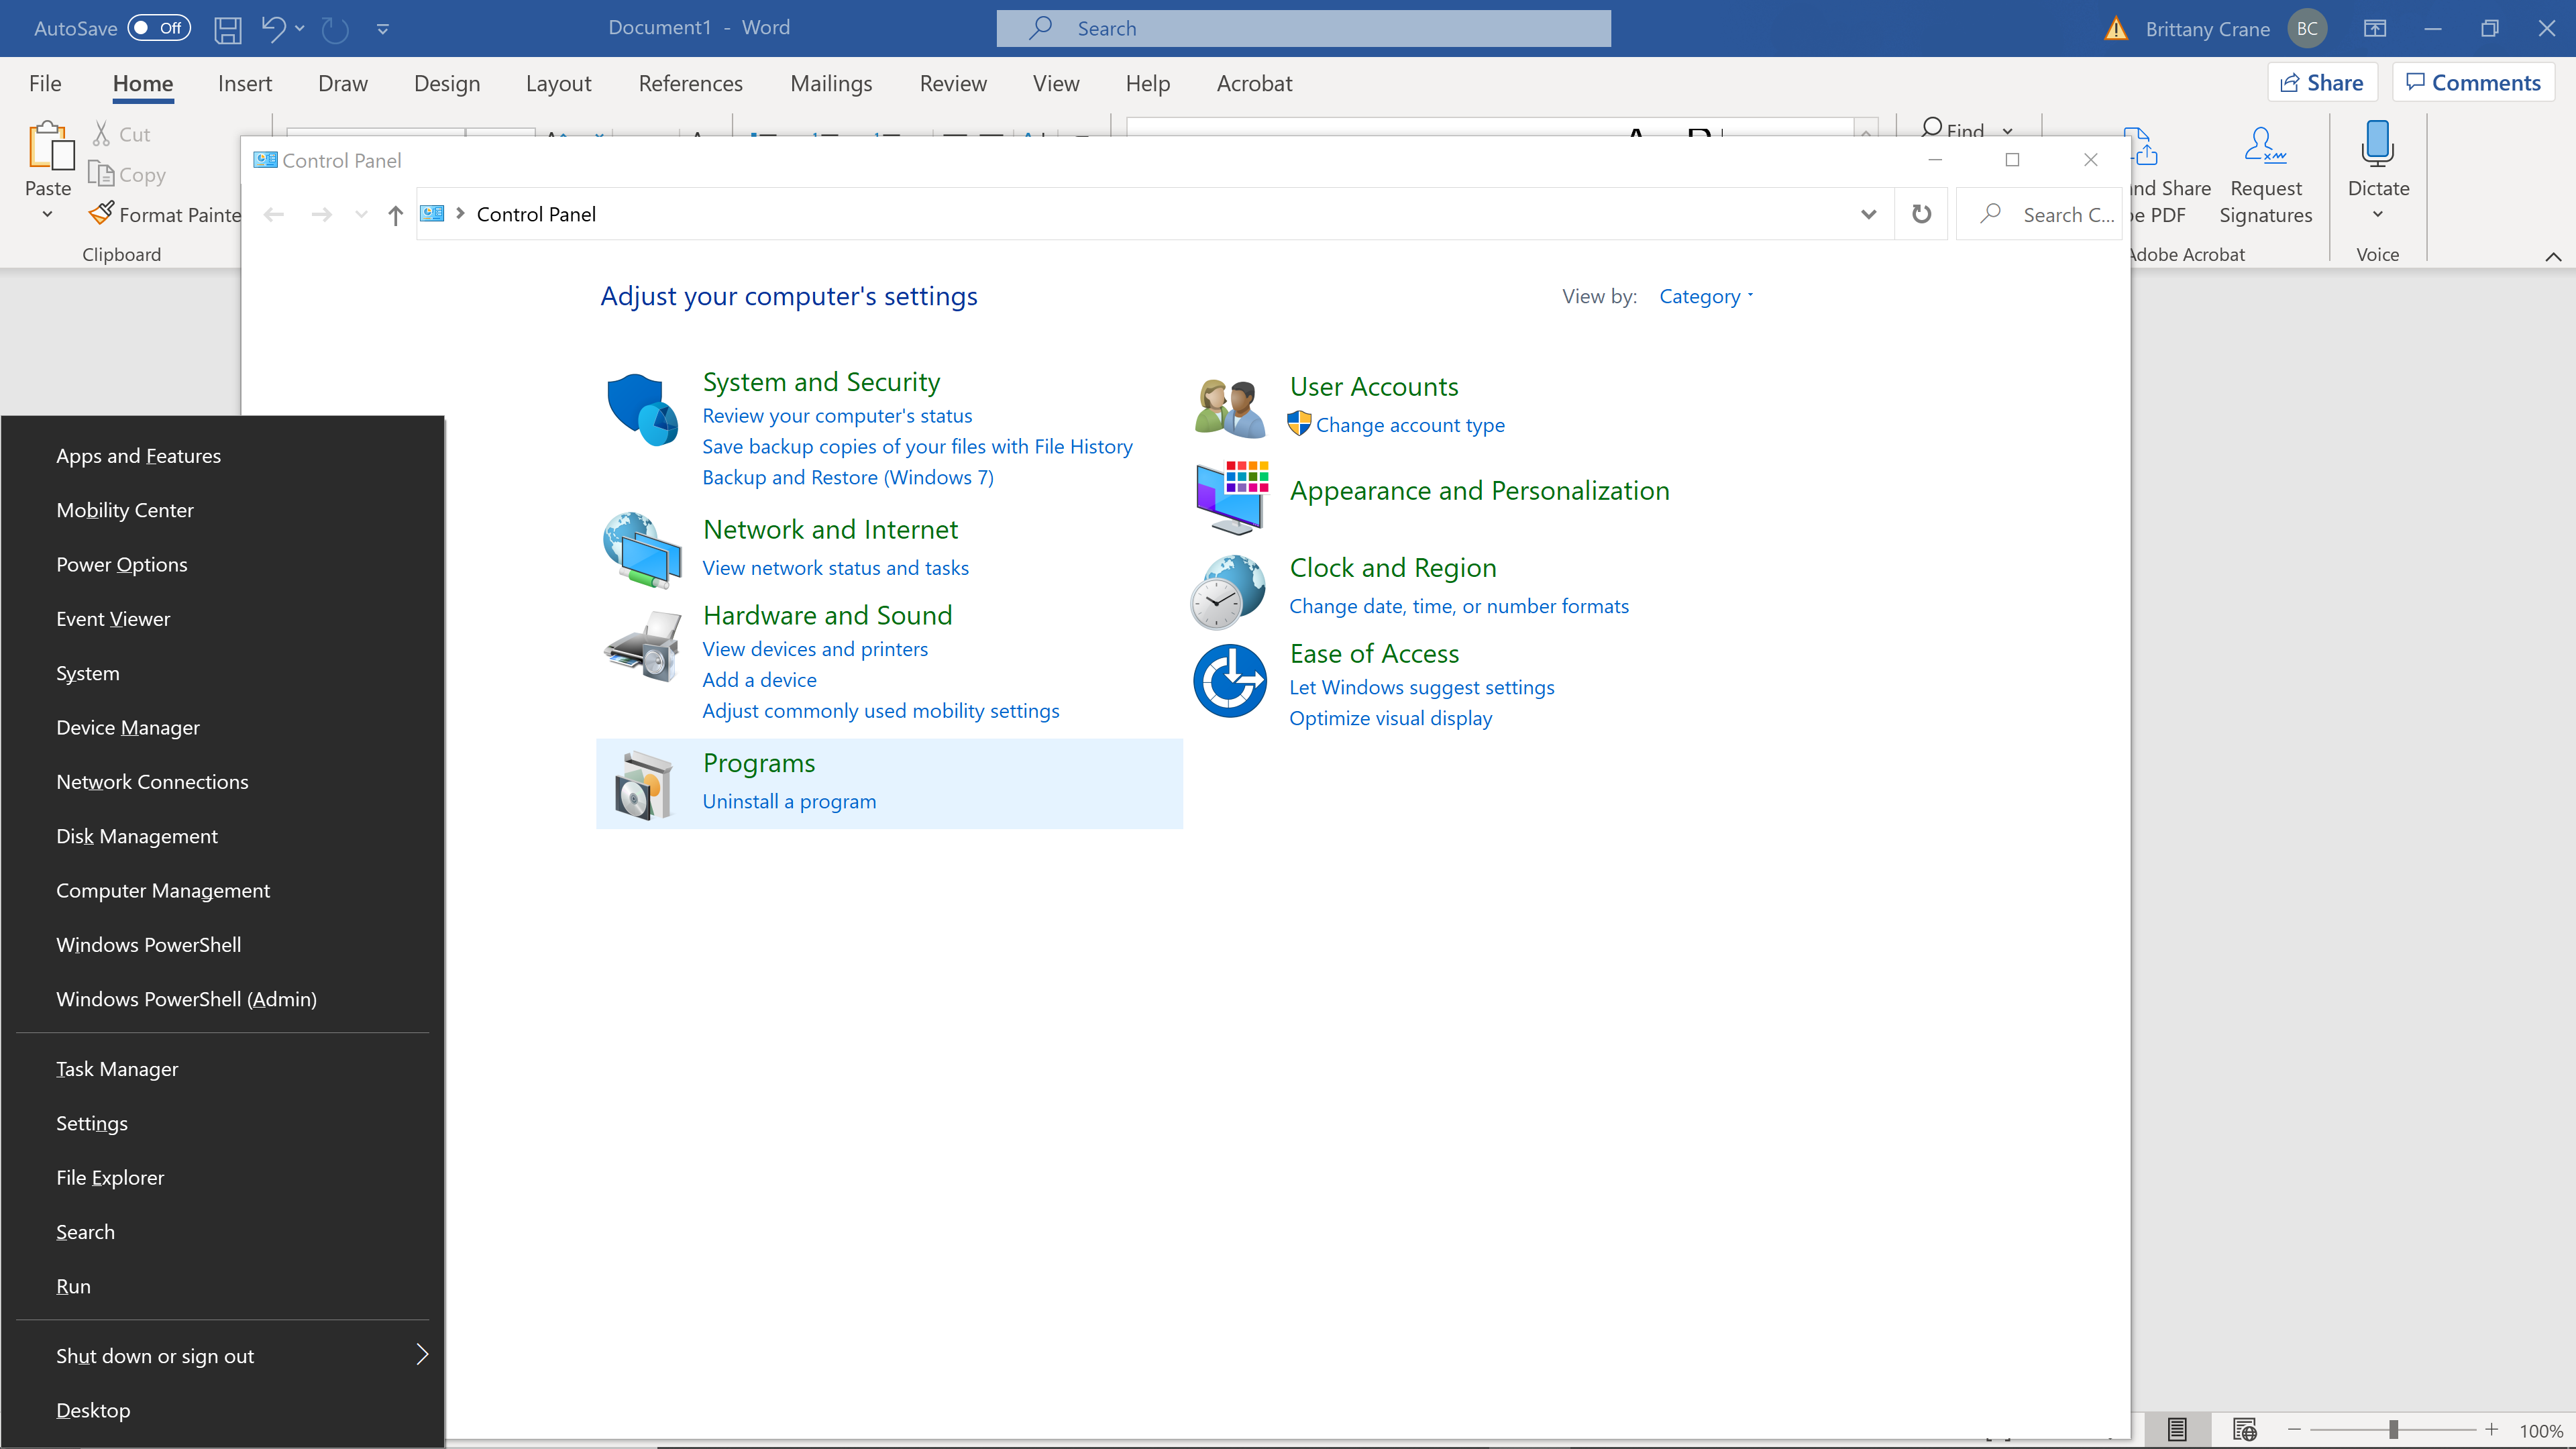 AutoSave Off
Document1 - Word
Search
Brittany Crane BC
File Home Insert Draw Design Layout References Mailings Review View Help Acrobat
Share Comments
Paste
Cut
Copy
Format Painte
Clipboard
Find
nd Share
e PDF
Request
Signatures
Adobe Acrobat
Dictate
Voice
Control Panel
Control Panel
Search C...
Adjust your computer's settings
View by: Category
System and Security
Review your computer's status
Save backup copies of your files with File History
Backup and Restore (Windows 7)
Network and Internet
View network status and tasks
Hardware and Sound
View devices and printers
Add a device
Adjust commonly used mobility settings
Programs
Uninstall a program
User Accounts
Change account type
Appearance and Personalization
Clock and Region
Change date, time, or number formats
Ease of Access
Let Windows suggest settings
Optimize visual display
Apps and Features
Mobility Center
Power Options
Event Viewer
System
Device Manager
Network Connections
Disk Management
Computer Management
Windows PowerShell
Windows PowerShell (Admin)
Task Manager
Settings
File Explorer
Search
Run
Shut down or sign out
Desktop
100%